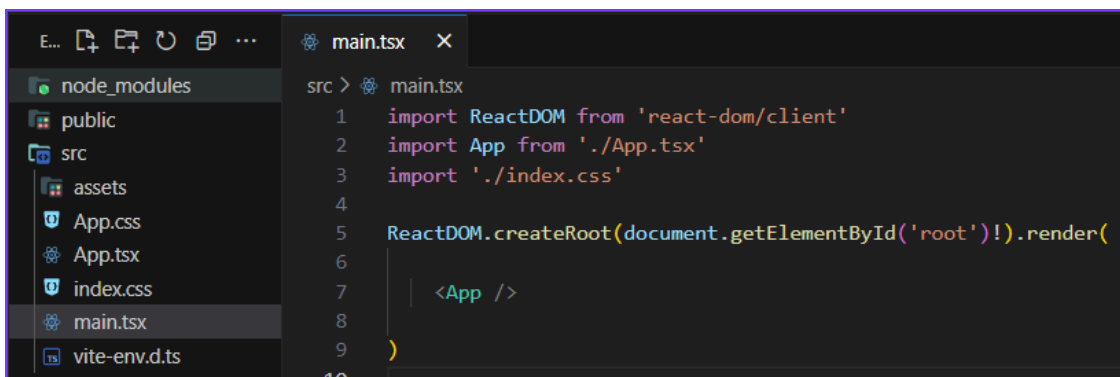 E... ...
node_modules
public
src
assets
App.css
App.tsx
index.css
main.tsx
vite-env.d.ts
main.tsx
src > main.tsx
1 import ReactDOM from 'react-dom/client'
2 import App from './App.tsx'
3 import './index.css'
4
5 ReactDOM.createRoot(document.getElementById('root')!).render(
6
7 <App />
8
9 )
10